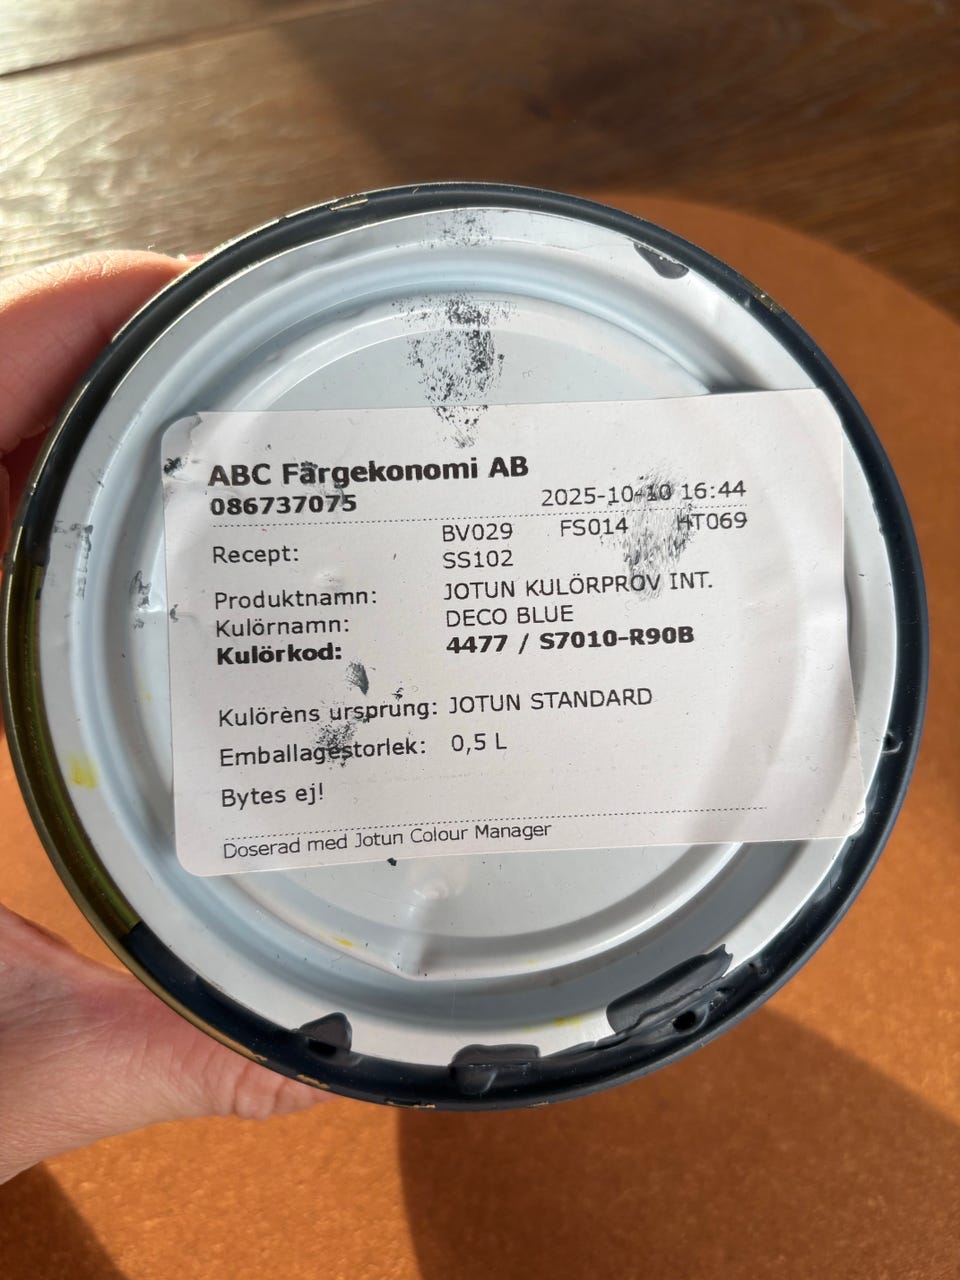 ABC Färgekonomi AB
086737075 2025-10-10 16:44
Recept: BV029 FS014 HT069
SS102
Produktnamn: JOTUN KULÖRPROV INT.
Kulörnamn: DECO BLUE
Kulörkod: 4477 / S7010-R90B
Kulörens ursprung: JOTUN STANDARD
Emballagestorlek: 0,5 L
Bytes ej!
Doserad med Jotun Colour Manager